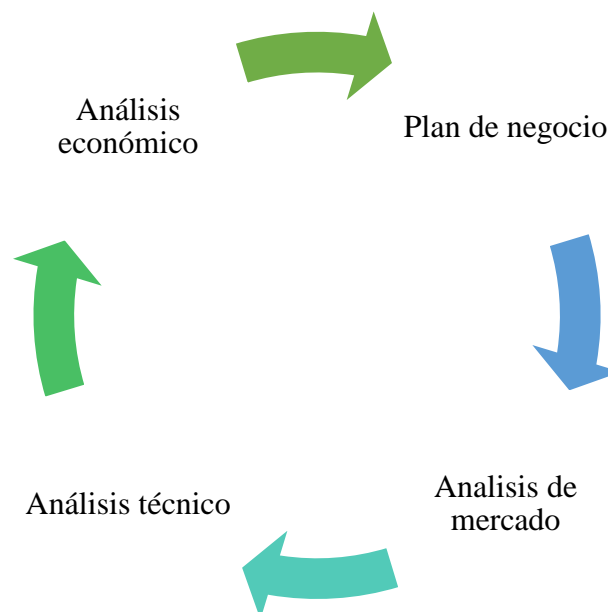 Análisis
económico
Plan de negocio
Análisis técnico
Analisis de
mercado